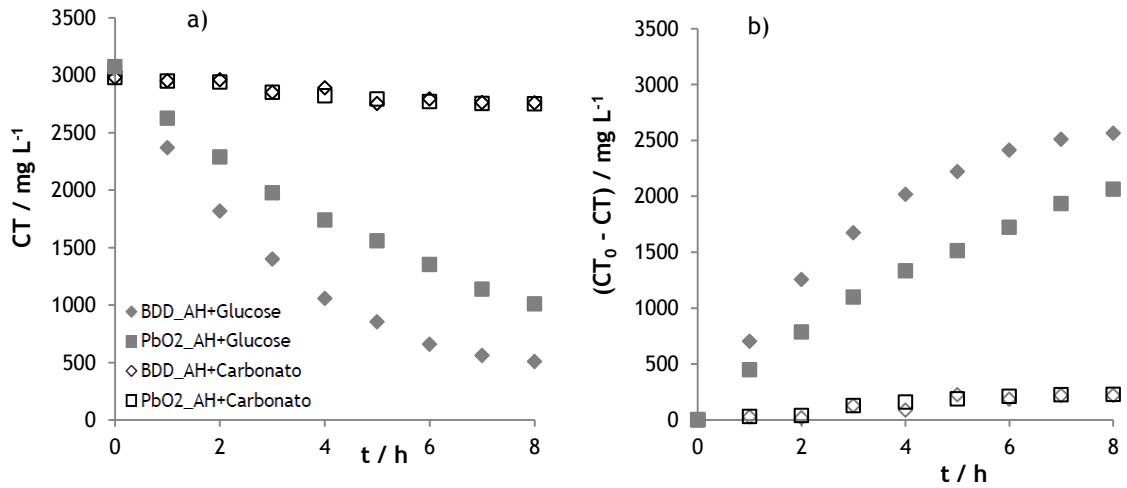 a)
3500
3000
2500
2000
1500
1000
500
0
CT / mg L-1
BDD_AH+Glucose
PbO2_AH+Glucose
BDD_AH+Carbonato
PbO2_AH+Carbonato
0 2 4 6 8
t / h
b)
3500
3000
2500
2000
1500
1000
500
0
(CT0 - CT) / mg L-1
0 2 4 6 8
t / h